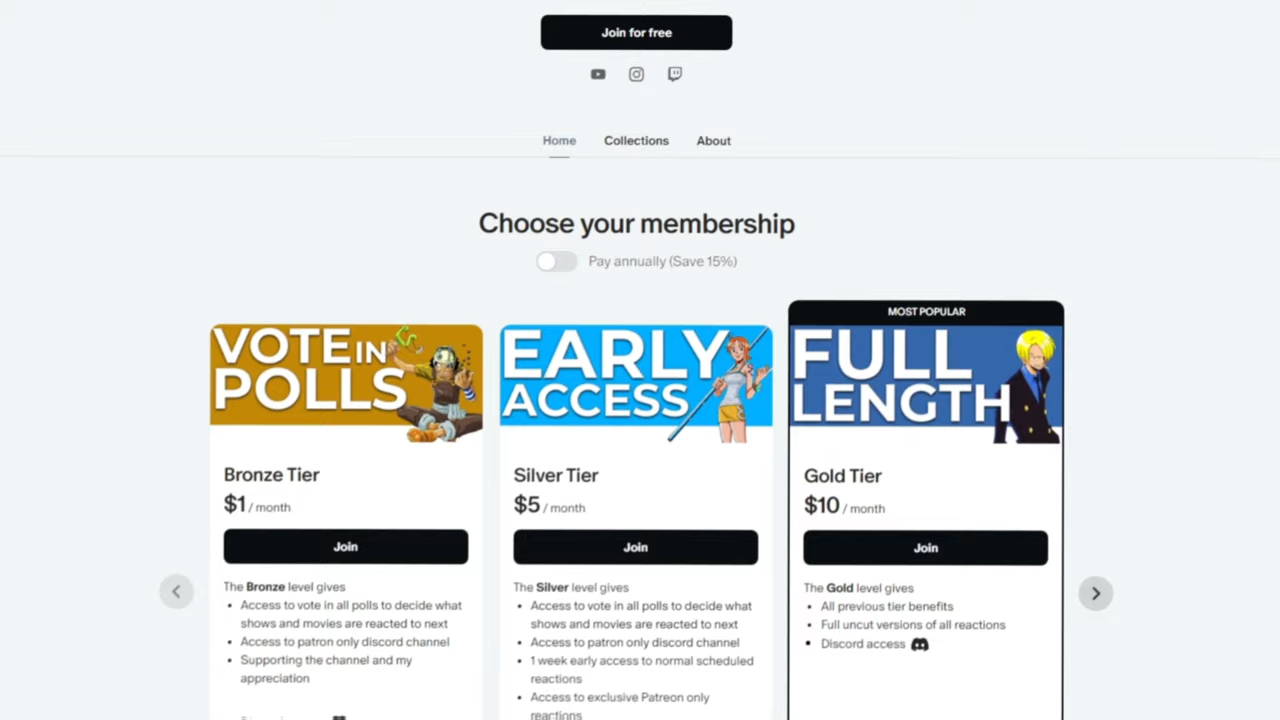 Join for free
Home Collections About
Choose your membership
Pay annually (Save 15%)
MOST POPULAR
VOTE IN
POLLS
Bronze Tier
$1 / month
Join
The Bronze level gives
• Access to vote in all polls to decide what
shows and movies are reacted to next
• Access to patron only discord channel
• Supporting the channel and my
appreciation
EARLY
ACCESS
Silver Tier
$5 / month
Join
The Silver level gives
• Access to vote in all polls to decide what
shows and movies are reacted to next
• Access to patron only discord channel
• 1 week early access to normal scheduled
reactions
• Access to exclusive Patreon only
reactions
FULL
LENGTH
Gold Tier
$10 / month
Join
The Gold level gives
• All previous tier benefits
• Full uncut versions of all reactions
• Discord access